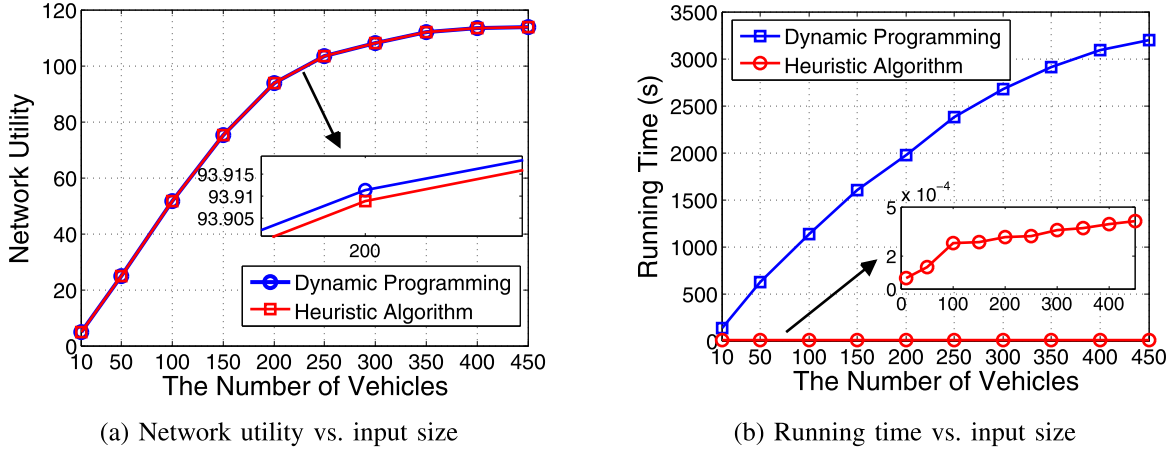 120
100
80
60
40
20
0
Network Utility
93.915
93.91
93.905
200
Dynamic Programming
Heuristic Algorithm
10 50 100 150 200 250 300 350 400 450
The Number of Vehicles
(a) Network utility vs. input size
3500
3000
2500
2000
1500
1000
500
0
Running Time (s)
Dynamic Programming
Heuristic Algorithm
x 10⁻⁴
5
2
0
0 100 200 300 400
10 50 100 150 200 250 300 350 400 450
The Number of Vehicles
(b) Running time vs. input size